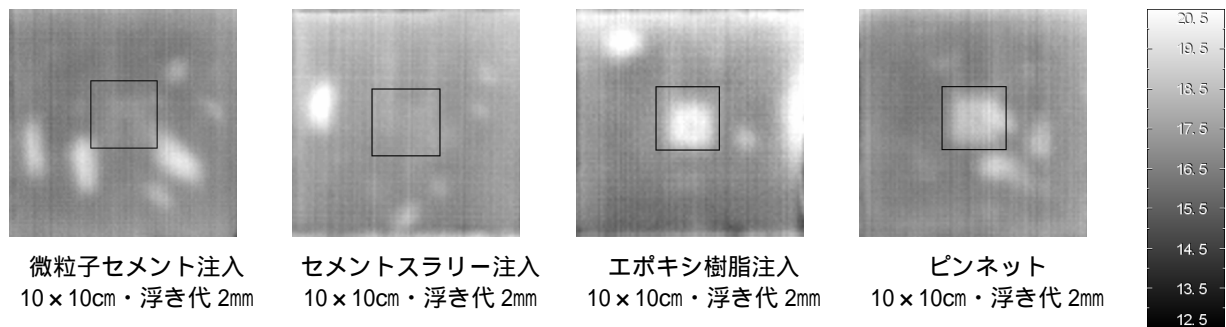 微粒子セメント注入
10×10㎝・浮き代 2㎜
セメントスラリー注入
10×10㎝・浮き代 2㎜
エポキシ樹脂注入
10×10㎝・浮き代 2㎜
ピンネット
10×10㎝・浮き代 2㎜
20.5
19.5
18.5
17.5
16.5
15.5
14.5
13.5
12.5